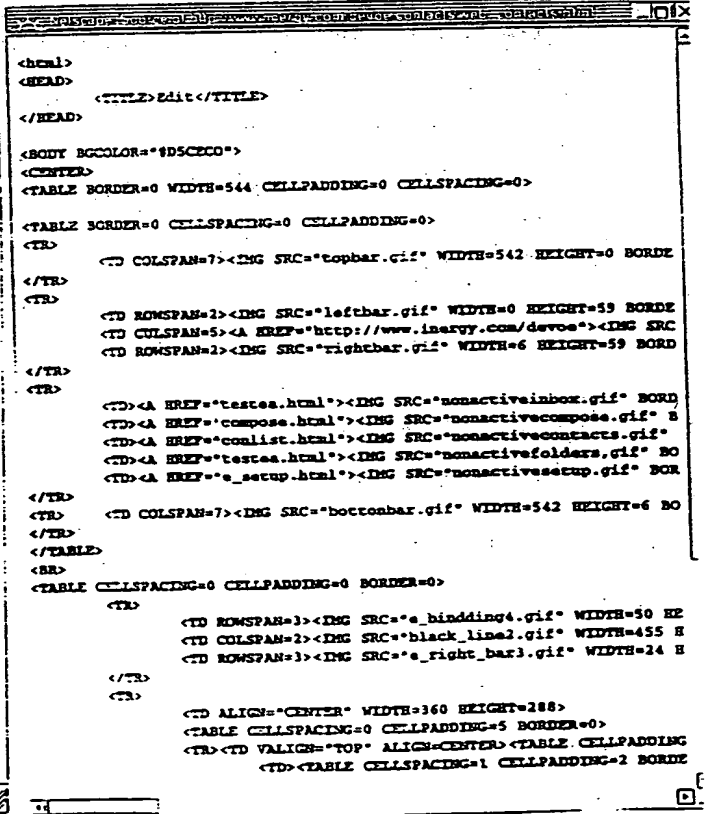 <html>
<HEAD>
<TITLE>Edit</TITLE>
</HEAD>
<BODY BGCOLOR="#D5CECO">
<CENTER>
<TABLE BORDER=0 WIDTH=544 CELLPADDING=0 CELLSPACING=0>
<TABLE BORDER=0 CELLSPACING=0 CELLPADDING=0>
<TR>
<TD COLSPAN=7><IMG SRC="topbar.gif" WIDTH=542 HEIGHT=0 BORDE
</TR>
<TR>
<TD ROWSPAN=2><IMG SRC="leftbar.gif" WIDTH=0 HEIGHT=59 BORDE
<TD COLSPAN=5><A HREF="http://www.inergy.com/devoe"><IMG SRC
<TD ROWSPAN=2><IMG SRC="rightbar.gif" WIDTH=6 HEIGHT=59 BORD
</TR>
<TR>
<TD><A HREF="testea.html"><IMG SRC="nonactiveinbox.gif" BORD
<TD><A HREF='compose.html"><IMG SRC="nonactivecompose.gif" B
<TD><A HREF="conlist.html"><IMG SRC="nonactivecontacts.gif"
<TD><A HREF="testea.html"><IMG SRC="nonactivefolders,gif" BO
<TD><A HREF="e_setup.html"><IMG SRC="nonactivesetup.gif" BOR
</TR>
<TR> <TD COLSPAN=7><IMG SRC="bottonbar.gif" WIDTH=542 HEIGHT=6 BO
</TR>
</TABLE>
<BR>
<TABLE CELLSPACING=0 CELLPADDING=0 BORDER=0>
<TR>
<TD ROWSPAN=3><IMG SRC="e_bindding4.gif" WIDTH=50 HE
<TD COLSPAN=2><IMG SRC="black_line2.gif" WIDTH=455 H
<TD ROWSPAN=3><IMG SRC="e_right_bar3.gif" WIDTH=24 H
</TR>
<TR>
<TD ALIGN="CENTER" WIDTH=360 HEIGHT=288>
<TABLE CELLSPACING=0 CELLPADDING=5 BORDER=0>
<TR><TD VALIGN="TOP" ALIGN=CENTER><TABLE CELLPADDING
<TD><TABLE CELLSPACING=1 CELLPADDING=2 BORDE